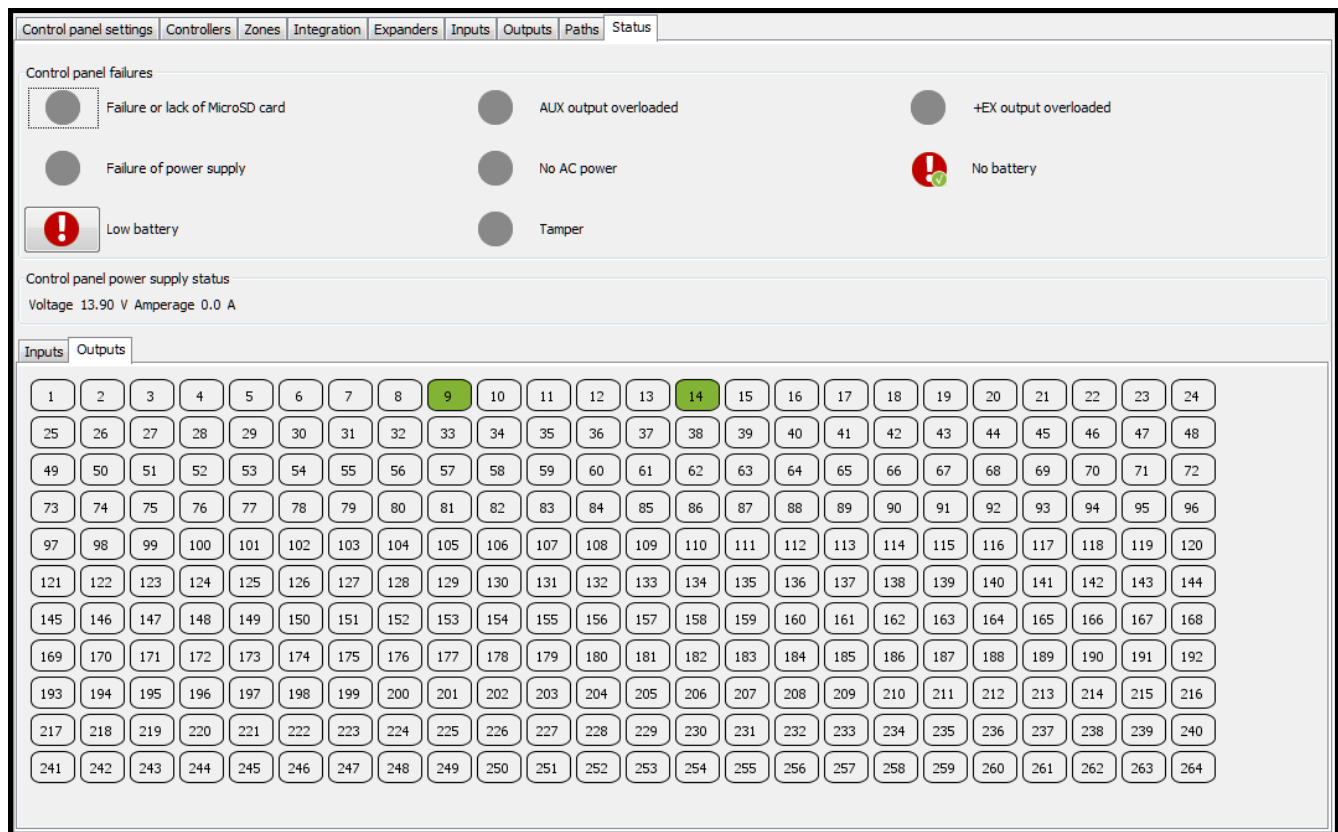 Control panel settings Controllers Zones Integration Expanders Inputs Outputs Paths Status
Control panel failures
Failure or lack of MicroSD card AUX output overloaded +EX output overloaded
Failure of power supply No AC power No battery
Low battery Tamper
Control panel power supply status
Voltage 13.90 V Amperage 0.0 A
Inputs Outputs
1 2 3 4 5 6 7 8 9 10 11 12 13 14 15 16 17 18 19 20 21 22 23 24
25 26 27 28 29 30 31 32 33 34 35 36 37 38 39 40 41 42 43 44 45 46 47 48
49 50 51 52 53 54 55 56 57 58 59 60 61 62 63 64 65 66 67 68 69 70 71 72
73 74 75 76 77 78 79 80 81 82 83 84 85 86 87 88 89 90 91 92 93 94 95 96
97 98 99 100 101 102 103 104 105 106 107 108 109 110 111 112 113 114 115 116 117 118 119 120
121 122 123 124 125 126 127 128 129 130 131 132 133 134 135 136 137 138 139 140 141 142 143 144
145 146 147 148 149 150 151 152 153 154 155 156 157 158 159 160 161 162 163 164 165 166 167 168
169 170 171 172 173 174 175 176 177 178 179 180 181 182 183 184 185 186 187 188 189 190 191 192
193 194 195 196 197 198 199 200 201 202 203 204 205 206 207 208 209 210 211 212 213 214 215 216
217 218 219 220 221 222 223 224 225 226 227 228 229 230 231 232 233 234 235 236 237 238 239 240
241 242 243 244 245 246 247 248 249 250 251 252 253 254 255 256 257 258 259 260 261 262 263 264